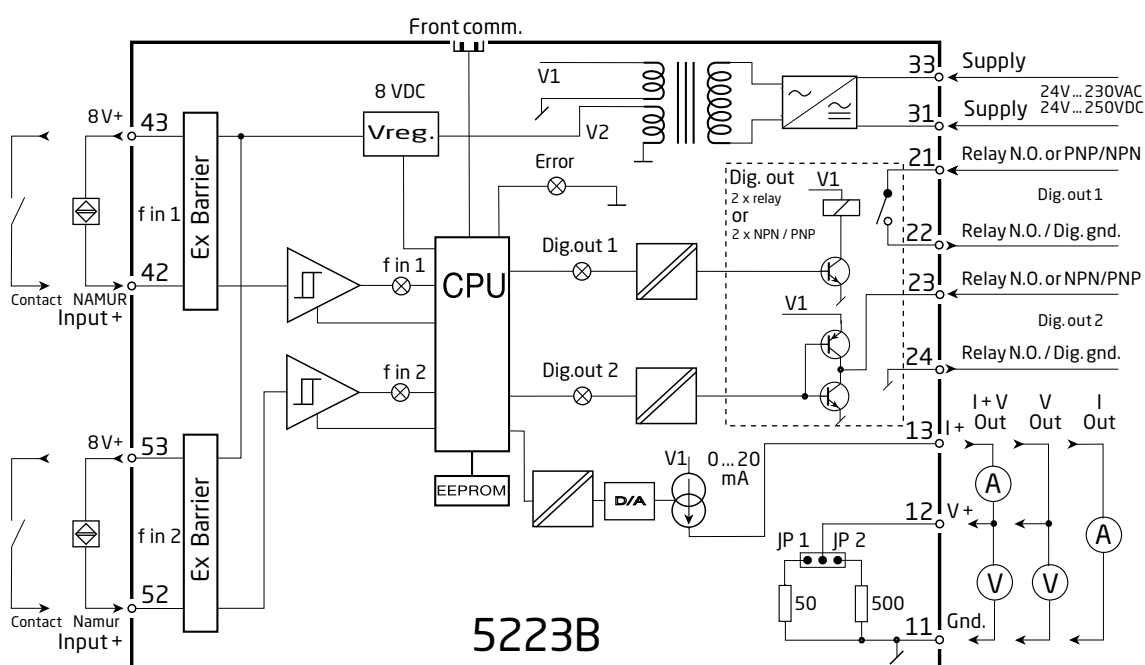 Front comm.
33
Supply
24V...230VAC
24V...250VDC
31
Supply
V1
8 VDC
V2
Vreg.
8V+
43
Ex Barrier
f in 1
42
Contact
NAMUR
Input +
Error
21
Relay N.O. or PNP/NPN
Dig. out 1
22
Relay N.O. / Dig. gnd.
Dig. out
2 x relay
or
2 x NPN / PNP
V1
V1
23
Relay N.O. or NPN/PNP
Dig. out 2
24
Relay N.O. / Dig. gnd.
f in 1
CPU
Dig.out 1
f in 2
Dig.out 2
EEPROM
D/A
V1
0...20
mA
8V+
53
Ex Barrier
f in 2
52
Contact
Namur
Input +
13
I +
I + V
Out
V
Out
I
Out
A
A
12
V +
V
V
JP 1
JP 2
50
500
11
Gnd.
5223B